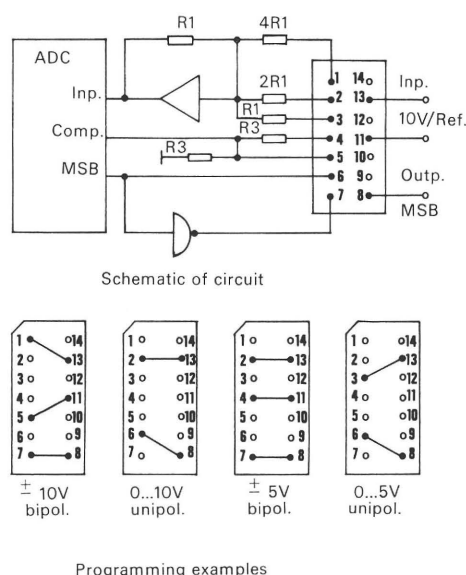 R1 4R1
ADC
Inp.
2R1
R1
Comp.
R3
R3
MSB
1 14
2 13
3 12
4 11
5 10
6 9
7 8
Inp.
10V/Ref.
Outp.
MSB
Schematic of circuit
1 14 1 14 1 14 1 14
2 13 2 13 2 13 2 13
3 12 3 12 3 12 3 12
4 11 4 11 4 11 4 11
5 10 5 10 5 10 5 10
6 9 6 9 6 9 6 9
7 8 7 8 7 8 7 8
± 10V 0...10V ± 5V 0...5V
bipol. unipol. bipol. unipol.
Programming examples